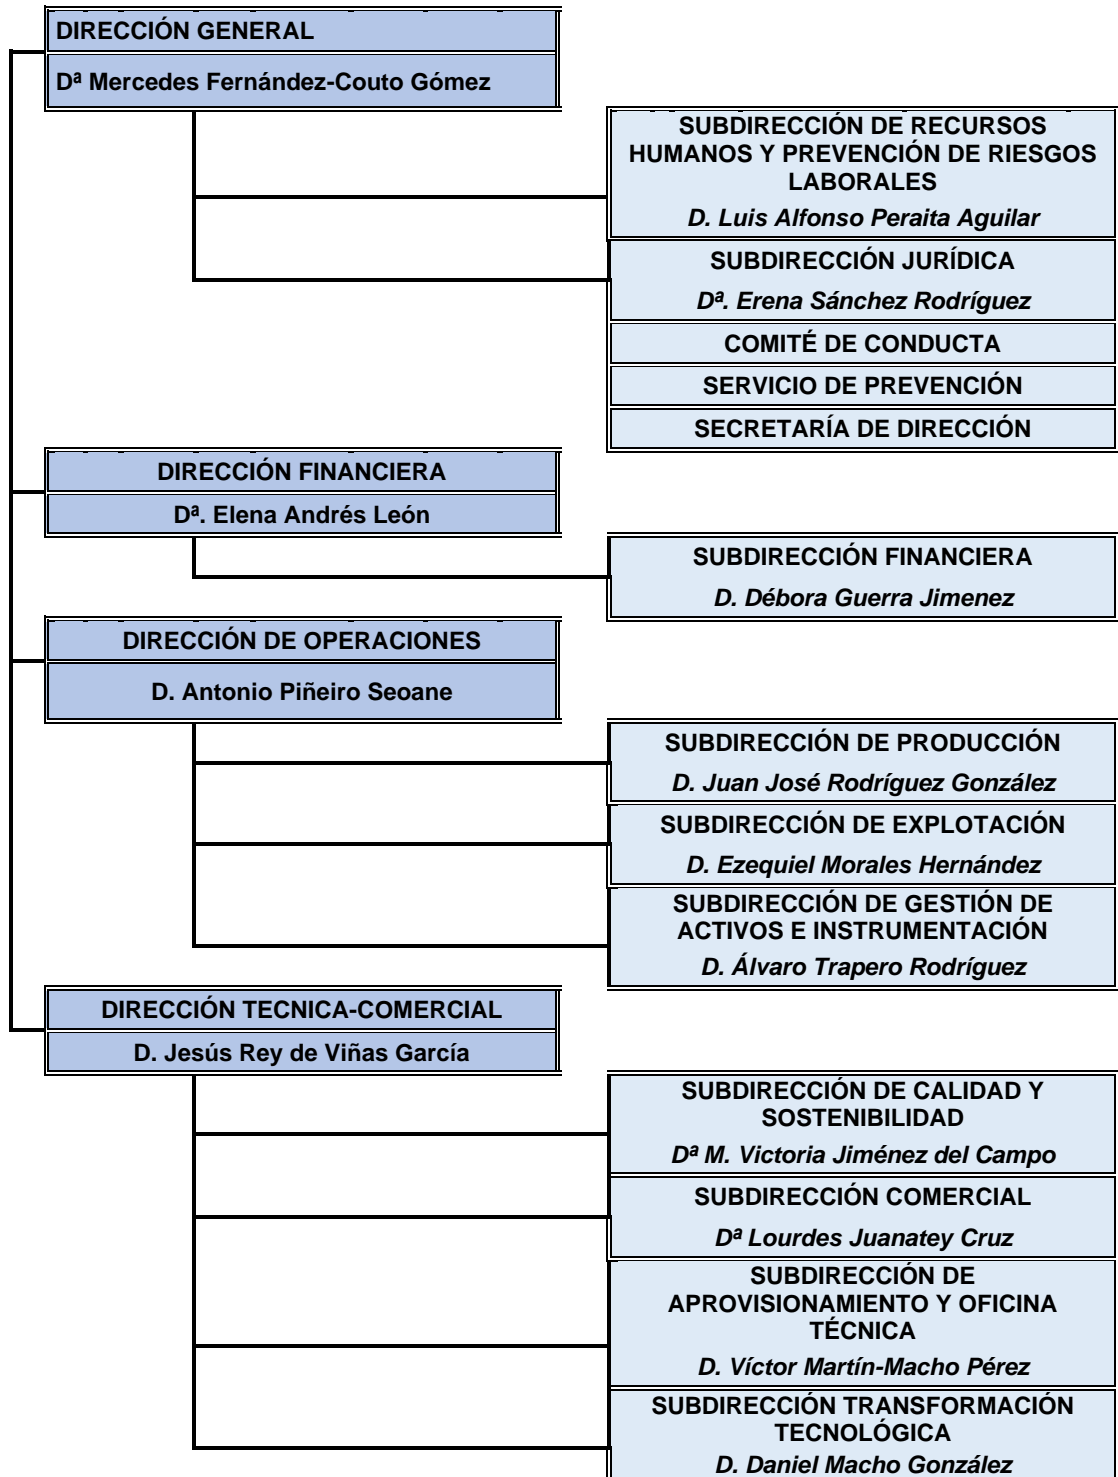 DIRECCIÓN GENERAL
Dª Mercedes Fernández-Couto Gómez
SUBDIRECCIÓN DE RECURSOS
HUMANOS Y PREVENCIÓN DE RIESGOS
LABORALES
D. Luis Alfonso Peraita Aguilar
SUBDIRECCIÓN JURÍDICA
Dª. Erena Sánchez Rodríguez
COMITÉ DE CONDUCTA
SERVICIO DE PREVENCIÓN
SECRETARÍA DE DIRECCIÓN
DIRECCIÓN FINANCIERA
Dª. Elena Andrés León
SUBDIRECCIÓN FINANCIERA
D. Débora Guerra Jimenez
DIRECCIÓN DE OPERACIONES
D. Antonio Piñeiro Seoane
SUBDIRECCIÓN DE PRODUCCIÓN
D. Juan José Rodríguez González
SUBDIRECCIÓN DE EXPLOTACIÓN
D. Ezequiel Morales Hernández
SUBDIRECCIÓN DE GESTIÓN DE
ACTIVOS E INSTRUMENTACIÓN
D. Álvaro Trapero Rodríguez
DIRECCIÓN TECNICA-COMERCIAL
D. Jesús Rey de Viñas García
SUBDIRECCIÓN DE CALIDAD Y
SOSTENIBILIDAD
Dª M. Victoria Jiménez del Campo
SUBDIRECCIÓN COMERCIAL
Dª Lourdes Juanatey Cruz
SUBDIRECCIÓN DE
APROVISIONAMIENTO Y OFICINA
TÉCNICA
D. Víctor Martín-Macho Pérez
SUBDIRECCIÓN TRANSFORMACIÓN
TECNOLÓGICA
D. Daniel Macho González